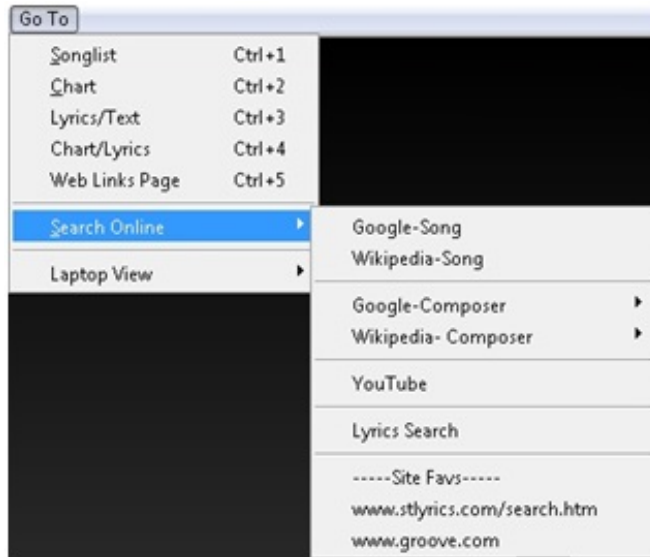 Go To
Songlist Ctrl+1
Chart Ctrl+2
Lyrics/Text Ctrl+3
Chart/Lyrics Ctrl+4
Web Links Page Ctrl+5
Search Online
Laptop View
Google-Song
Wikipedia-Song
Google-Composer
Wikipedia- Composer
YouTube
Lyrics Search
-----Site Favs-----
www.stlyrics.com/search.htm
www.groove.com